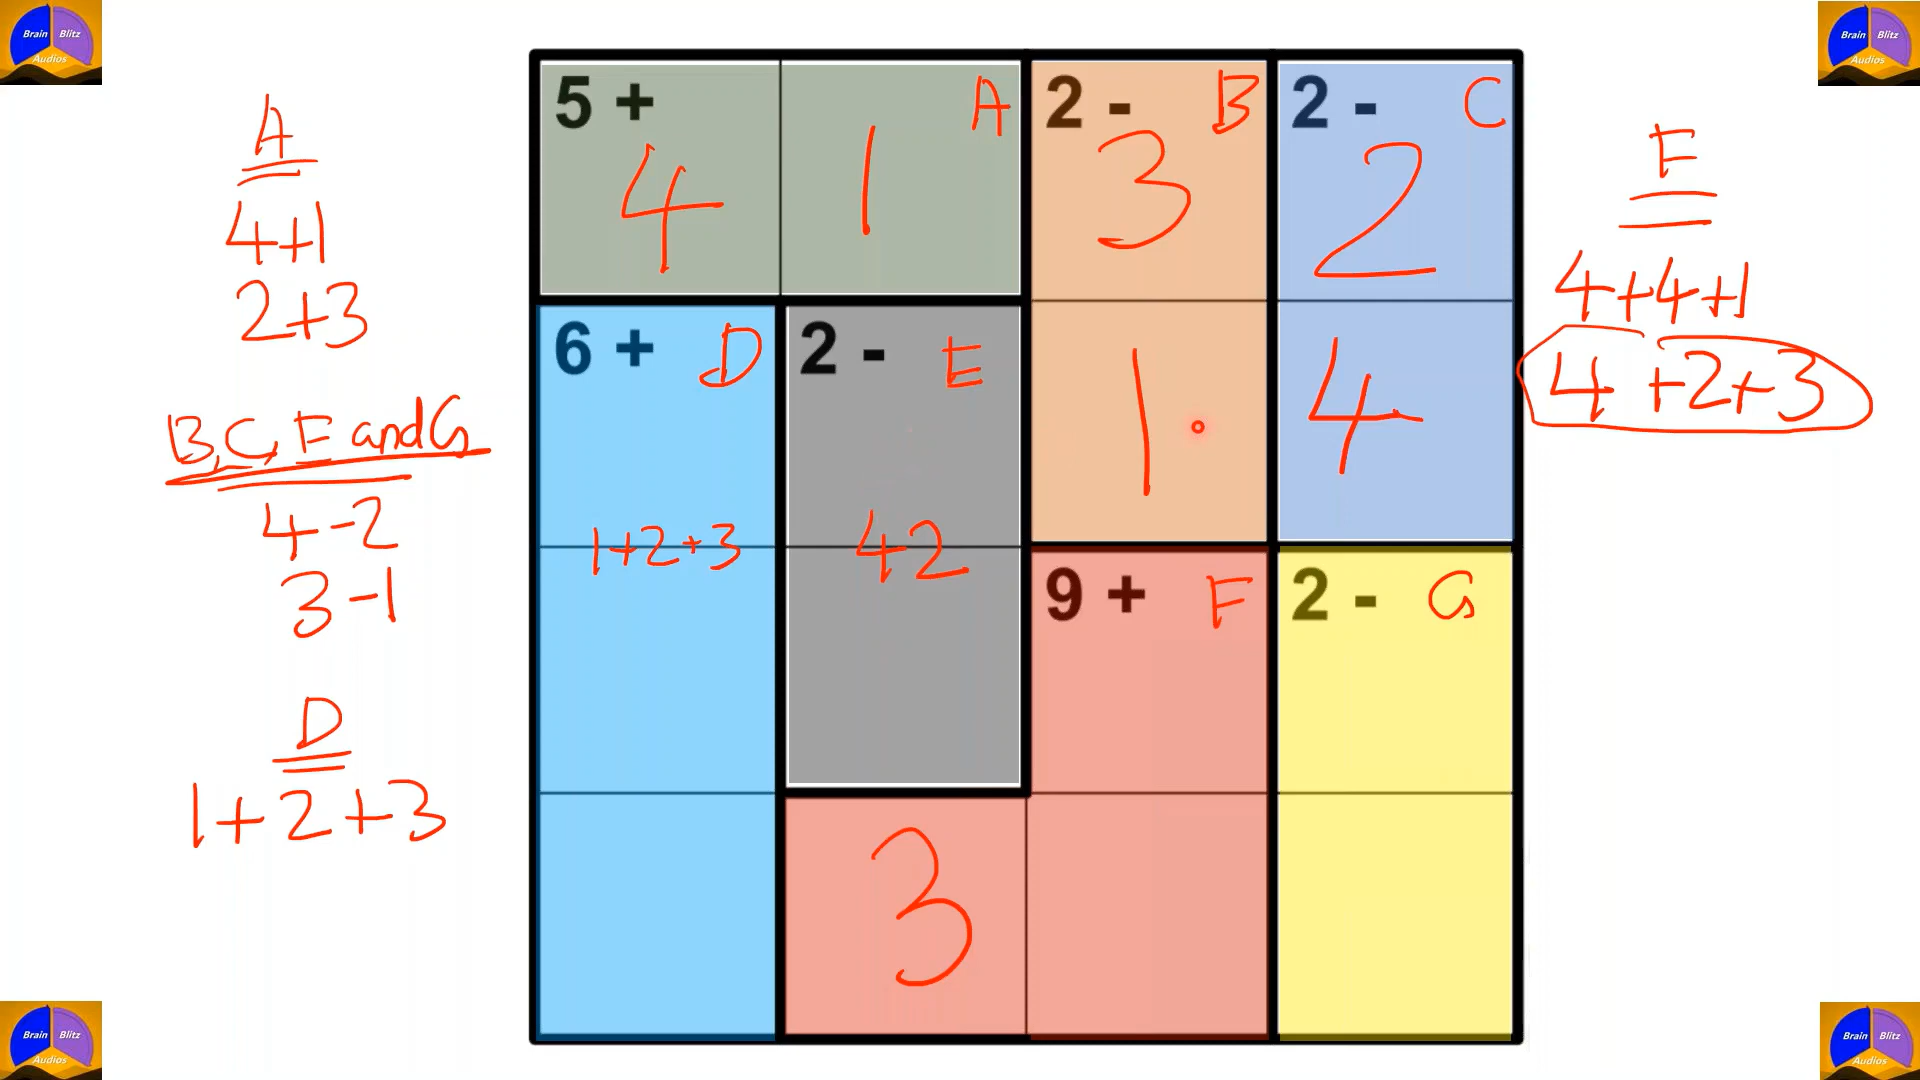 Brain Blitz
Audios
Brain Blitz
Audios
A
4+1
2+3
B,C,E and G
4-2
3-1
D
1+2+3
5 + A
4 1
2 - B
3
2 - C
2
6 + D
1+2+3
2 - E
42
1
4
9 + F
2 - G
3
F
4+4+1
4+2+3
Brain Blitz
Audios
Brain Blitz
Audios